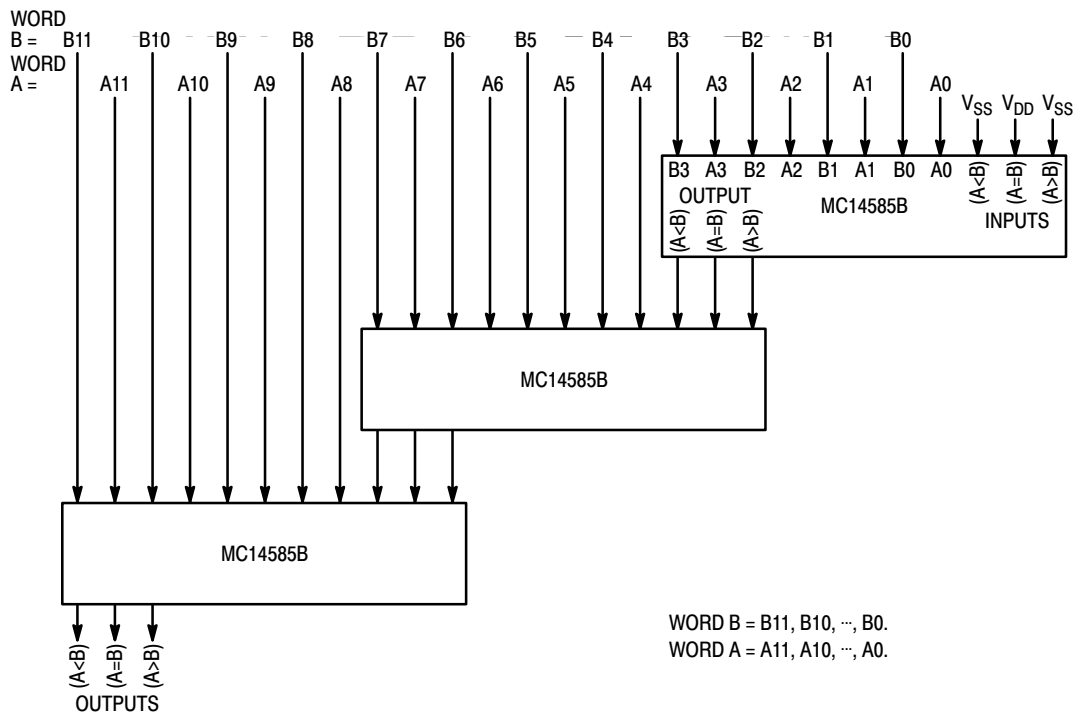 WORD
B = B11 B10 B9 B8 B7 B6 B5 B4 B3 B2 B1 B0
WORD
A = A11 A10 A9 A8 A7 A6 A5 A4 A3 A2 A1 A0
VSS VDD VSS
B3 A3 B2 A2 B1 A1 B0 A0 (A<B) (A=B) (A>B)
OUTPUT
MC14585B
INPUTS
(A<B) (A=B) (A>B)
MC14585B
MC14585B
(A<B) (A=B) (A>B)
OUTPUTS
WORD B = B11, B10, ···, B0.
WORD A = A11, A10, ···, A0.